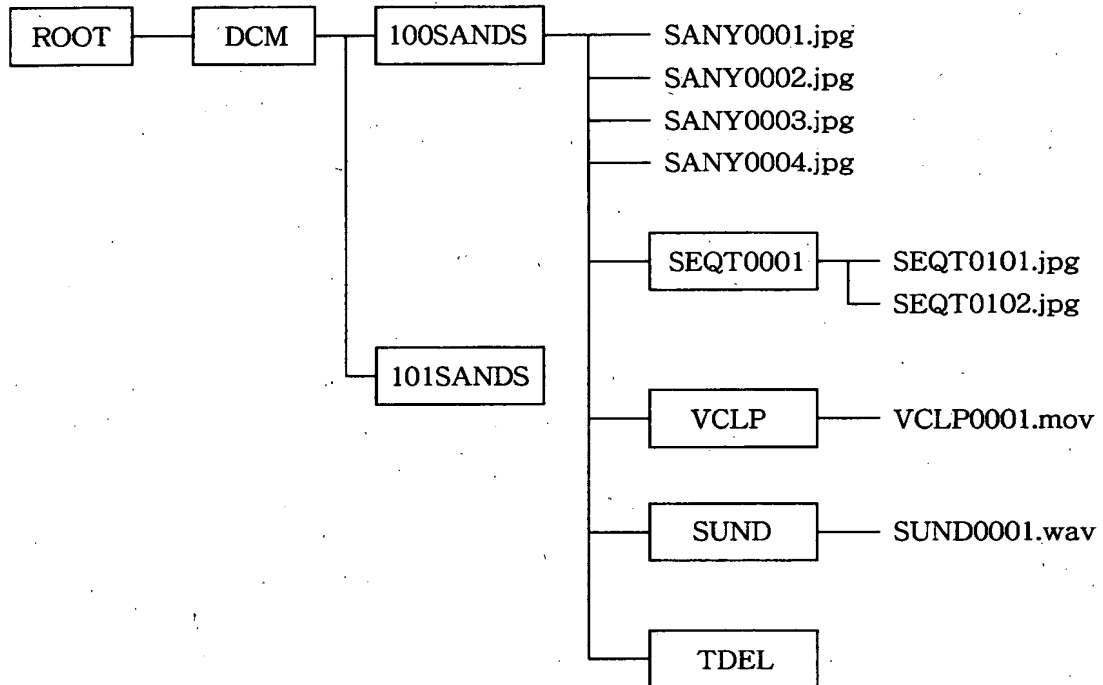 ROOT DCM 100SANDS SANY0001.jpg
SANY0002.jpg
SANY0003.jpg
SANY0004.jpg
SEQT0001 SEQT0101.jpg
SEQT0102.jpg
101SANDS
VCLP VCLP0001.mov
SUND SUND0001.wav
TDEL